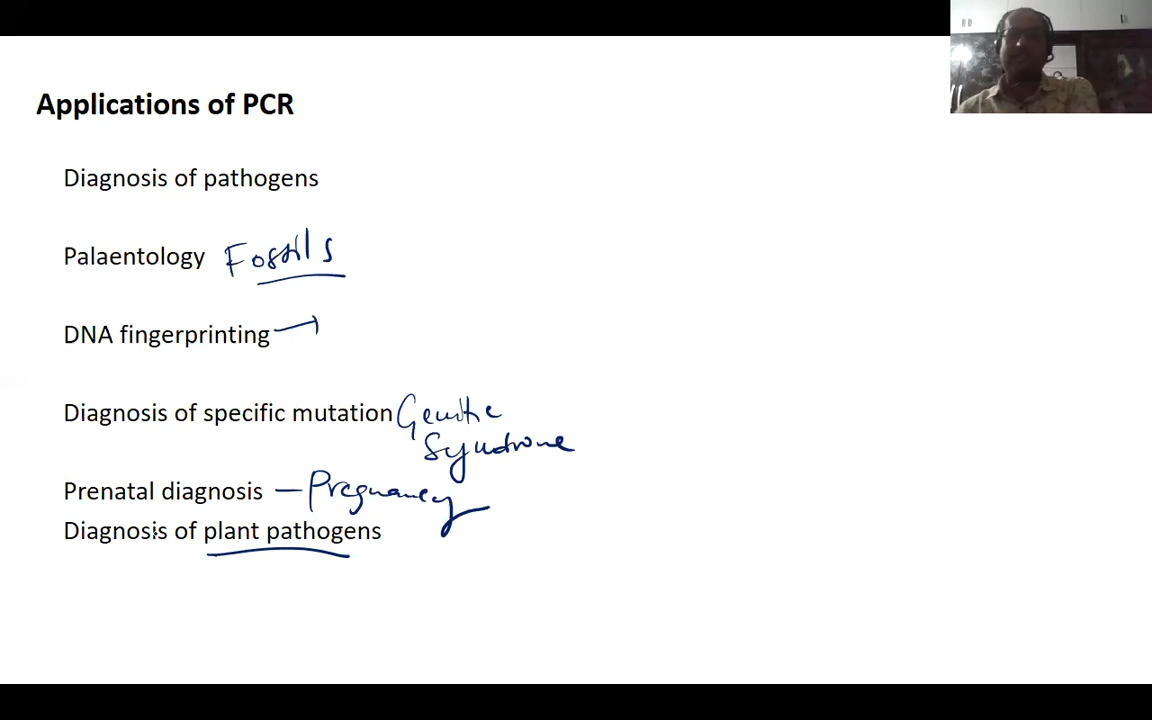 Applications of PCR
Diagnosis of pathogens
Palaentology Fossils
DNA fingerprinting
Diagnosis of specific mutation Genetic
Syndrome
Prenatal diagnosis — Pregnancy
Diagnosis of plant pathogens